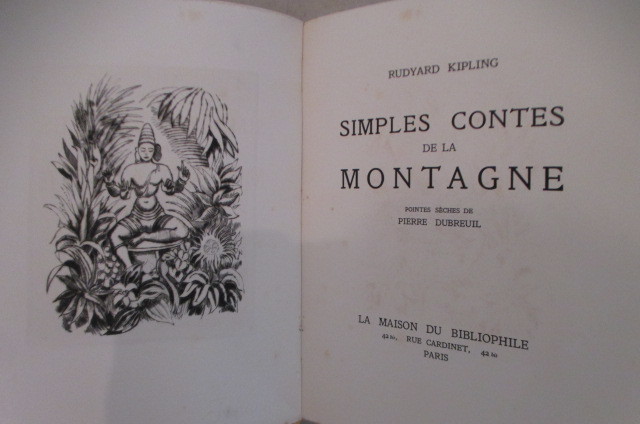 RUDYARD KIPLING
SIMPLES CONTES
DE LA
MONTAGNE
POINTES SÈCHES DE
PIERRE DUBREUIL
LA MAISON DU BIBLIOPHILE
42 bis, RUE CARDINET, 42 bis
PARIS